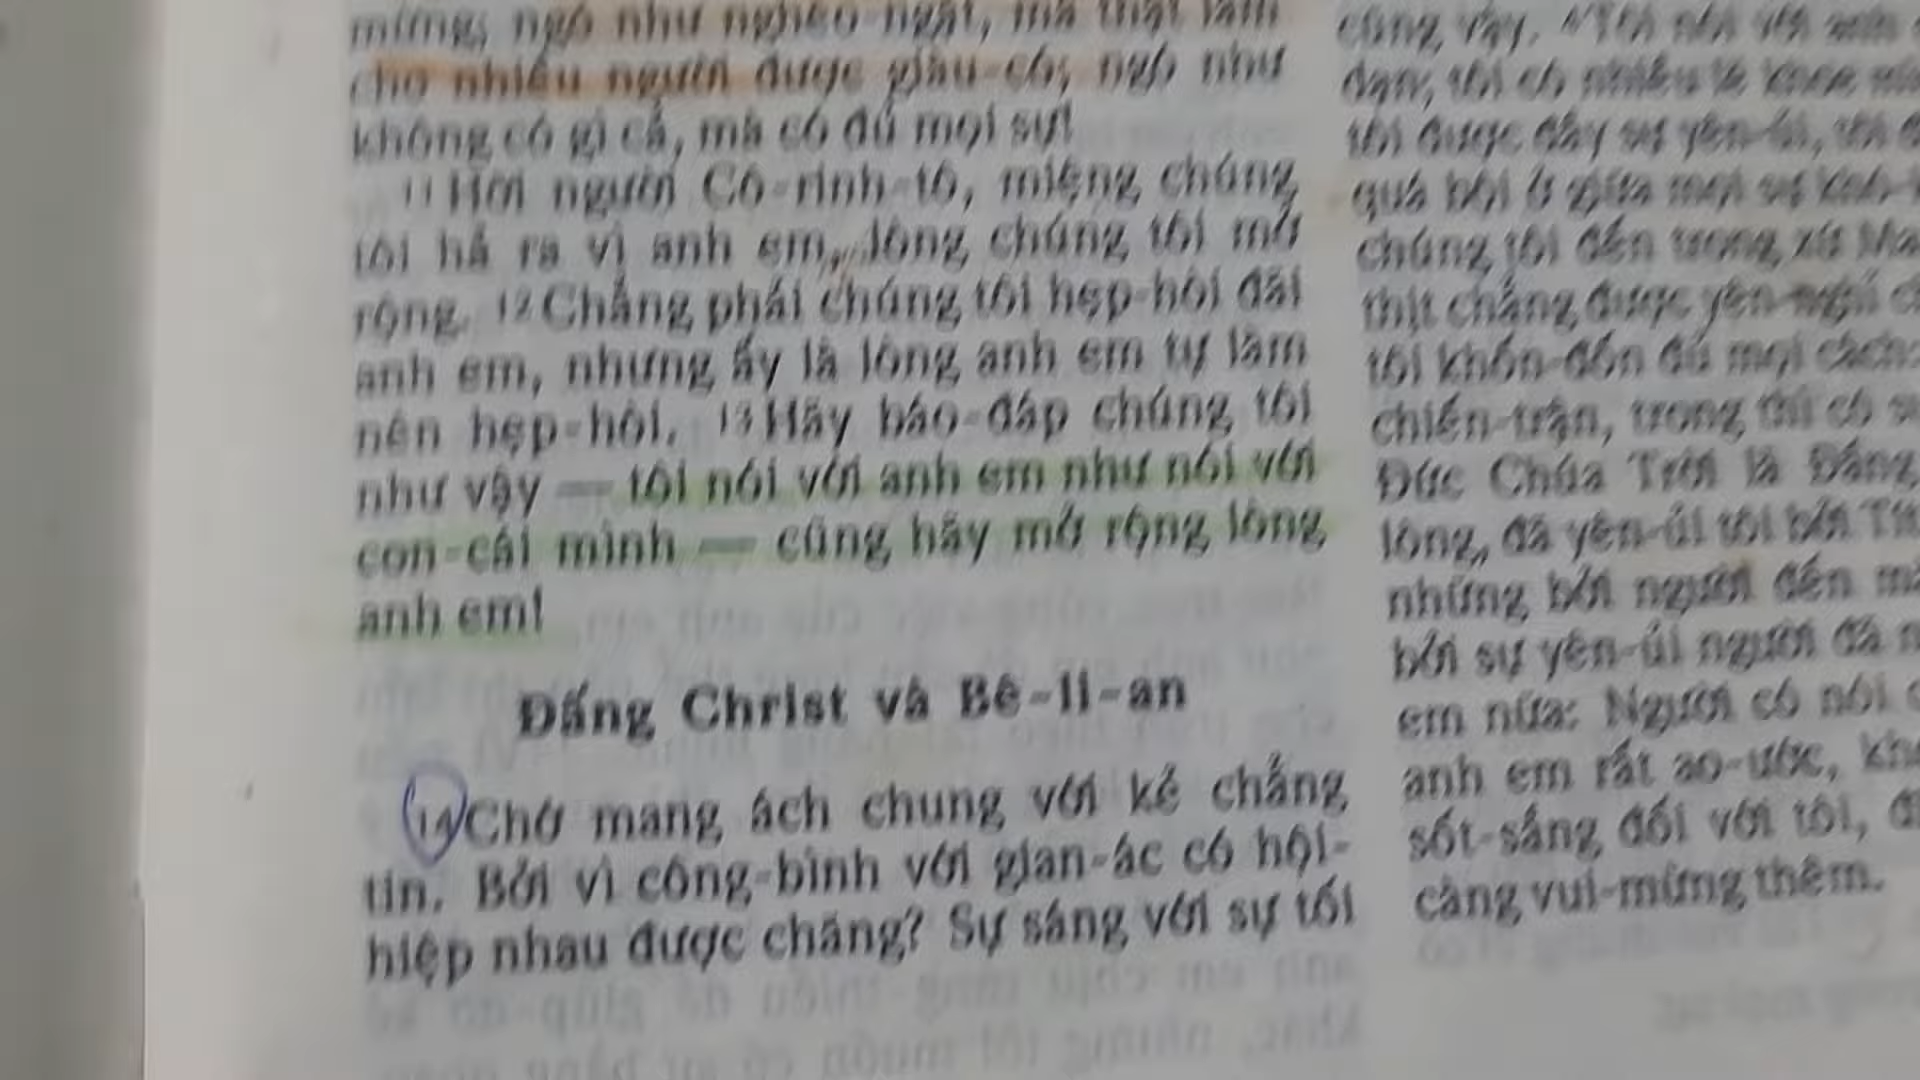 mừng; ngó như nghèo-ngặt, mà thật làm
cho nhiều người được giàu-có; ngó như
không có gì cả, mà có đủ mọi sự!
11 Hỡi người Cô-rinh-tô, miệng chúng
tôi hả ra vì anh em, lòng chúng tôi mở
rộng. 12 Chẳng phải chúng tôi hẹp-hòi đãi
anh em, nhưng ấy là lòng anh em tự làm
nên hẹp-hòi. 13 Hãy báo-đáp chúng tôi
như vậy — tôi nói với anh em như nói với
con-cái mình — cũng hãy mở rộng lòng
anh em!
Đấng Christ và Bê-li-an
14 Chớ mang ách chung với kẻ chẳng
tin. Bởi vì công-bình với gian-ác có hội-
hiệp nhau được chăng? Sự sáng với sự tối
cũng vậy. 4 Tôi nói với anh
dạn; tôi có nhiều lẽ khoe
tôi được đầy sự yên-ủi, tôi
quá bội ở giữa mọi sự
chúng tôi đến trong xứ
thịt chẳng được yên-nghỉ
tôi khốn-đốn đủ mọi cách:
chiến-trận, trong thì có
Đức Chúa Trời là Đấng
lòng, đã yên-ủi tôi bởi
những bởi người đến
bởi sự yên-ủi người đã
em nữa: Người có nói
anh em rất ao-ước,
sốt-sắng đối với tôi,
càng vui-mừng thêm.